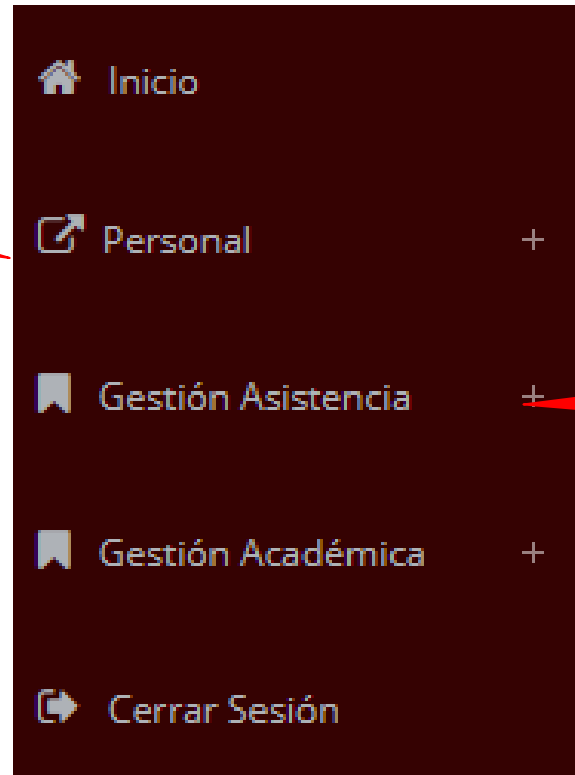 Inicio
Personal +
Gestión Asistencia +
Gestión Académica +
Cerrar Sesión